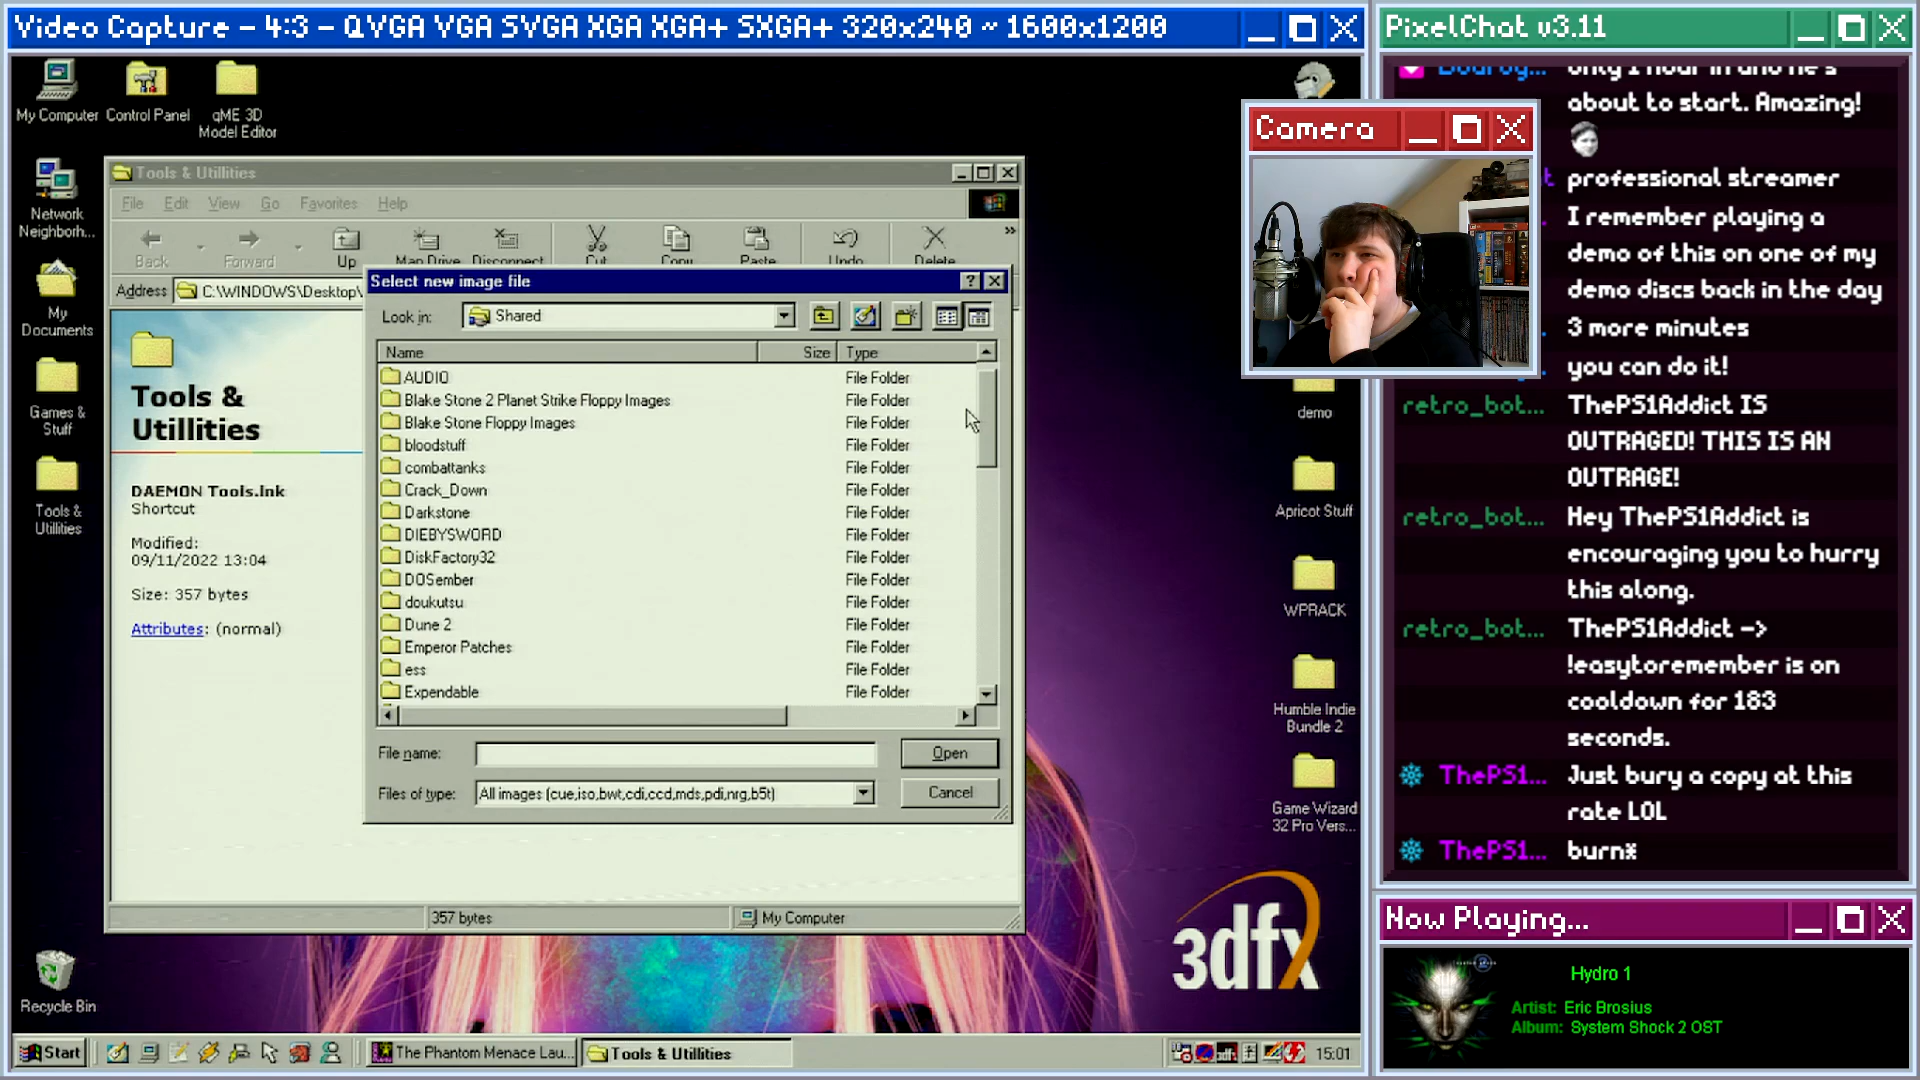 Video Capture - 4:3 - QVGA VGA SVGA XGA XGA+ SXGA+ 320x240 ~ 1600x1200
My Computer
Control Panel
qME 3D
Model Editor
Network
Neighborh...
My
Documents
Games &
Stuff
Tools &
Utilities
Recycle Bin
Tools & Utillities
File Edit View Go Favorites Help
Back
Forward
Up
Map Drive
Disconnect
Cut
Copy
Paste
Undo
Delete
Address
C:\WINDOWS\Desktop\
Tools &
Utillities
DAEMON Tools.lnk
Shortcut
Modified:
09/11/2022 13:04
Size: 357 bytes
Attributes: (normal)
Select new image file
Look in: Shared
Name Size Type
AUDIO File Folder
Blake Stone 2 Planet Strike Floppy Images File Folder
Blake Stone Floppy Images File Folder
bloodstuff File Folder
combattanks File Folder
Crack_Down File Folder
Darkstone File Folder
DIEBYSWORD File Folder
DiskFactory32 File Folder
DOSember File Folder
doukutsu File Folder
Dune 2 File Folder
Emperor Patches File Folder
ess File Folder
Expendable File Folder
File name:
Open
Files of type: All images (cue,iso,bwt,cdi,ccd,mds,pdi,nrg,b5t)
Cancel
357 bytes
My Computer
demo
Apricot Stuff
WPRACK
Humble Indie
Bundle 2
Game Wizard
32 Pro Vers...
3dfx
Start
The Phantom Menace Lau...
Tools & Utillities
15:01
Camera
PixelChat v3.11
only 1 hour in and he's
about to start. Amazing!
professional streamer
I remember playing a
demo of this on one of my
demo discs back in the day
3 more minutes
you can do it!
retro_bot... ThePS1Addict IS
OUTRAGED! THIS IS AN
OUTRAGE!
retro_bot... Hey ThePS1Addict is
encouraging you to hurry
this along.
retro_bot... ThePS1Addict ->
!easytoremember is on
cooldown for 183
seconds.
ThePS1... Just bury a copy at this
rate LOL
ThePS1... burn*
Now Playing...
Hydro 1
Artist: Eric Brosius
Album: System Shock 2 OST